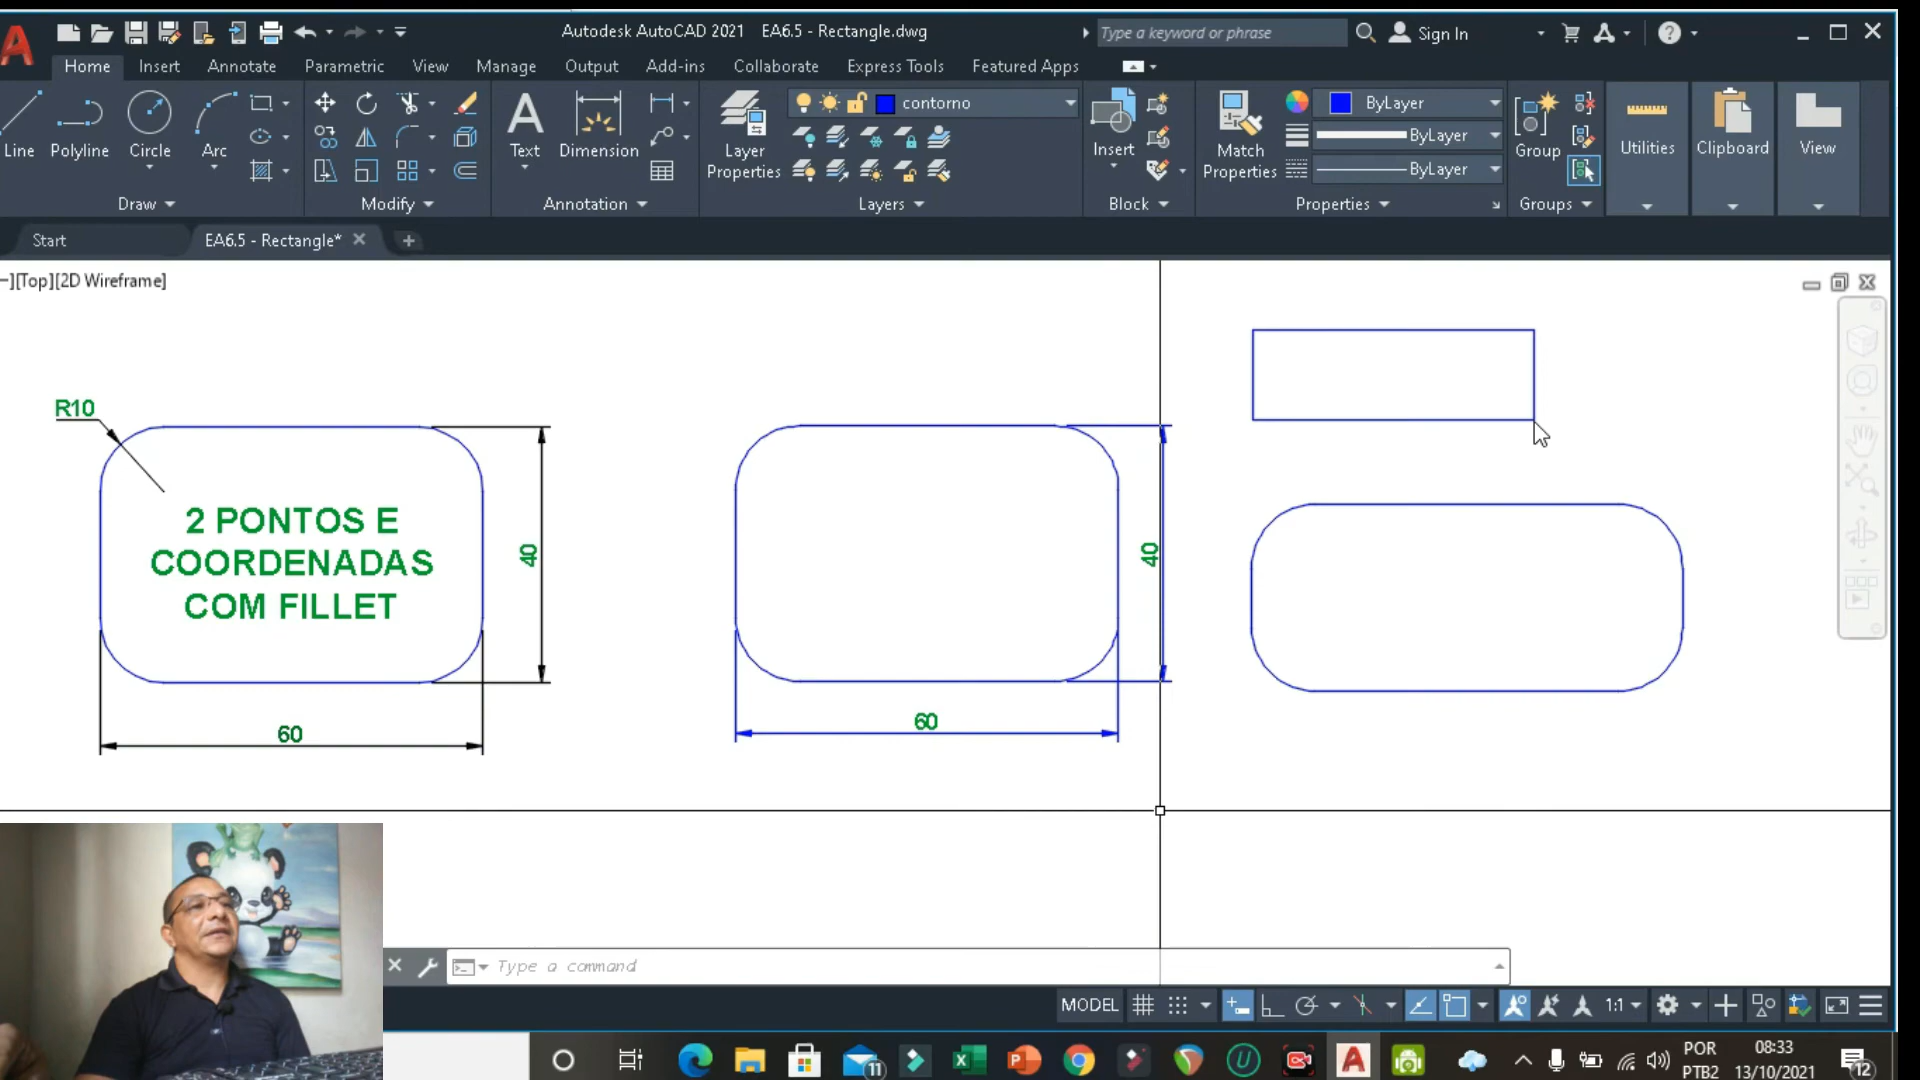 Autodesk AutoCAD 2021 EA6.5 - Rectangle.dwg
Type a keyword or phrase
Sign In
Home Insert Annotate Parametric View Manage Output Add-ins Collaborate Express Tools Featured Apps
contorno
ByLayer
ByLayer
ByLayer
Line Polyline Circle Arc
Text Dimension
Layer Properties
Insert
Match Properties
Group
Utilities
Clipboard
View
Draw Modify Annotation Layers Block Properties Groups
Start EA6.5 - Rectangle*
[Top][2D Wireframe]
R10
2 PONTOS E
COORDENADAS
COM FILLET
40
60
40
60
Type a command
MODEL 1:1
11
POR
PTB2
08:33
13/10/2021
12